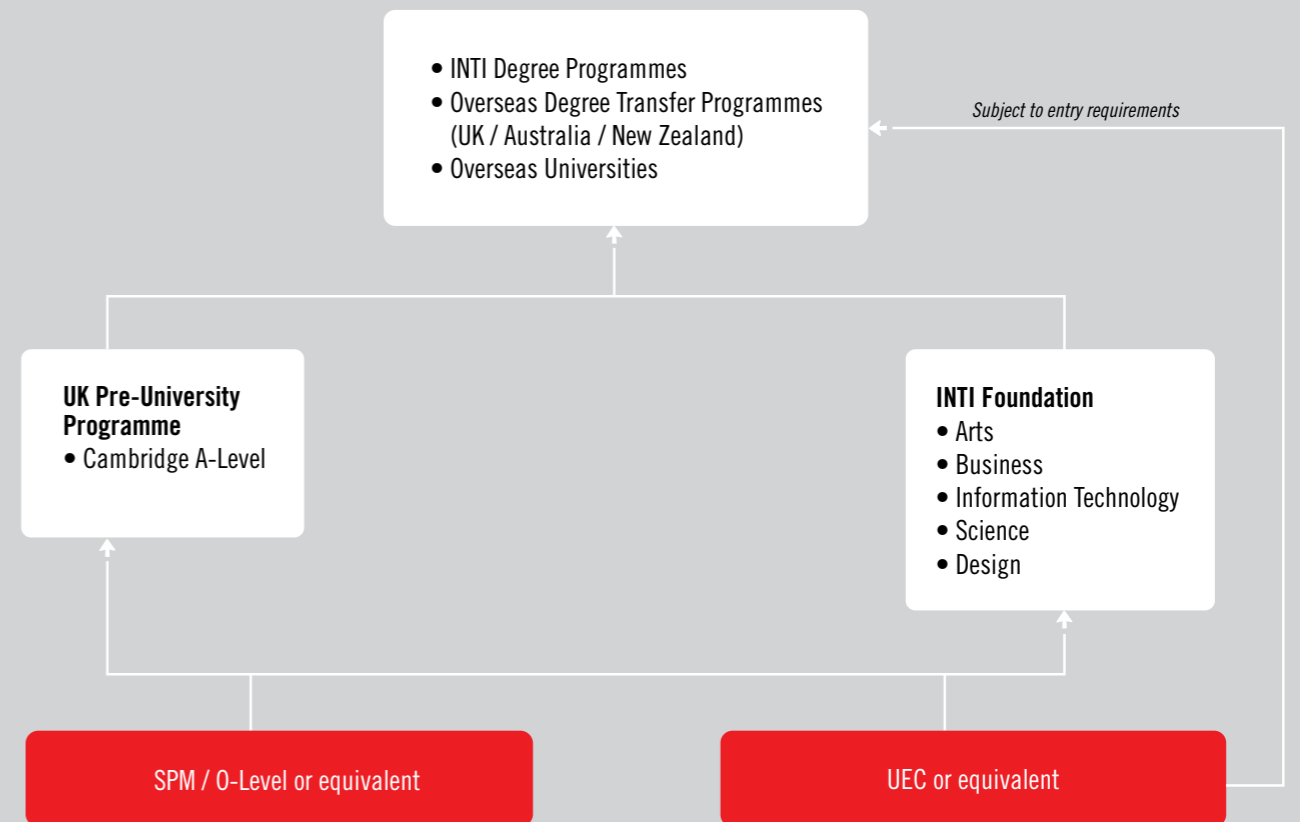 • INTI Degree Programmes
• Overseas Degree Transfer Programmes
(UK / Australia / New Zealand)
• Overseas Universities
Subject to entry requirements
UK Pre-University
Programme
• Cambridge A-Level
INTI Foundation
• Arts
• Business
• Information Technology
• Science
• Design
SPM / O-Level or equivalent
UEC or equivalent